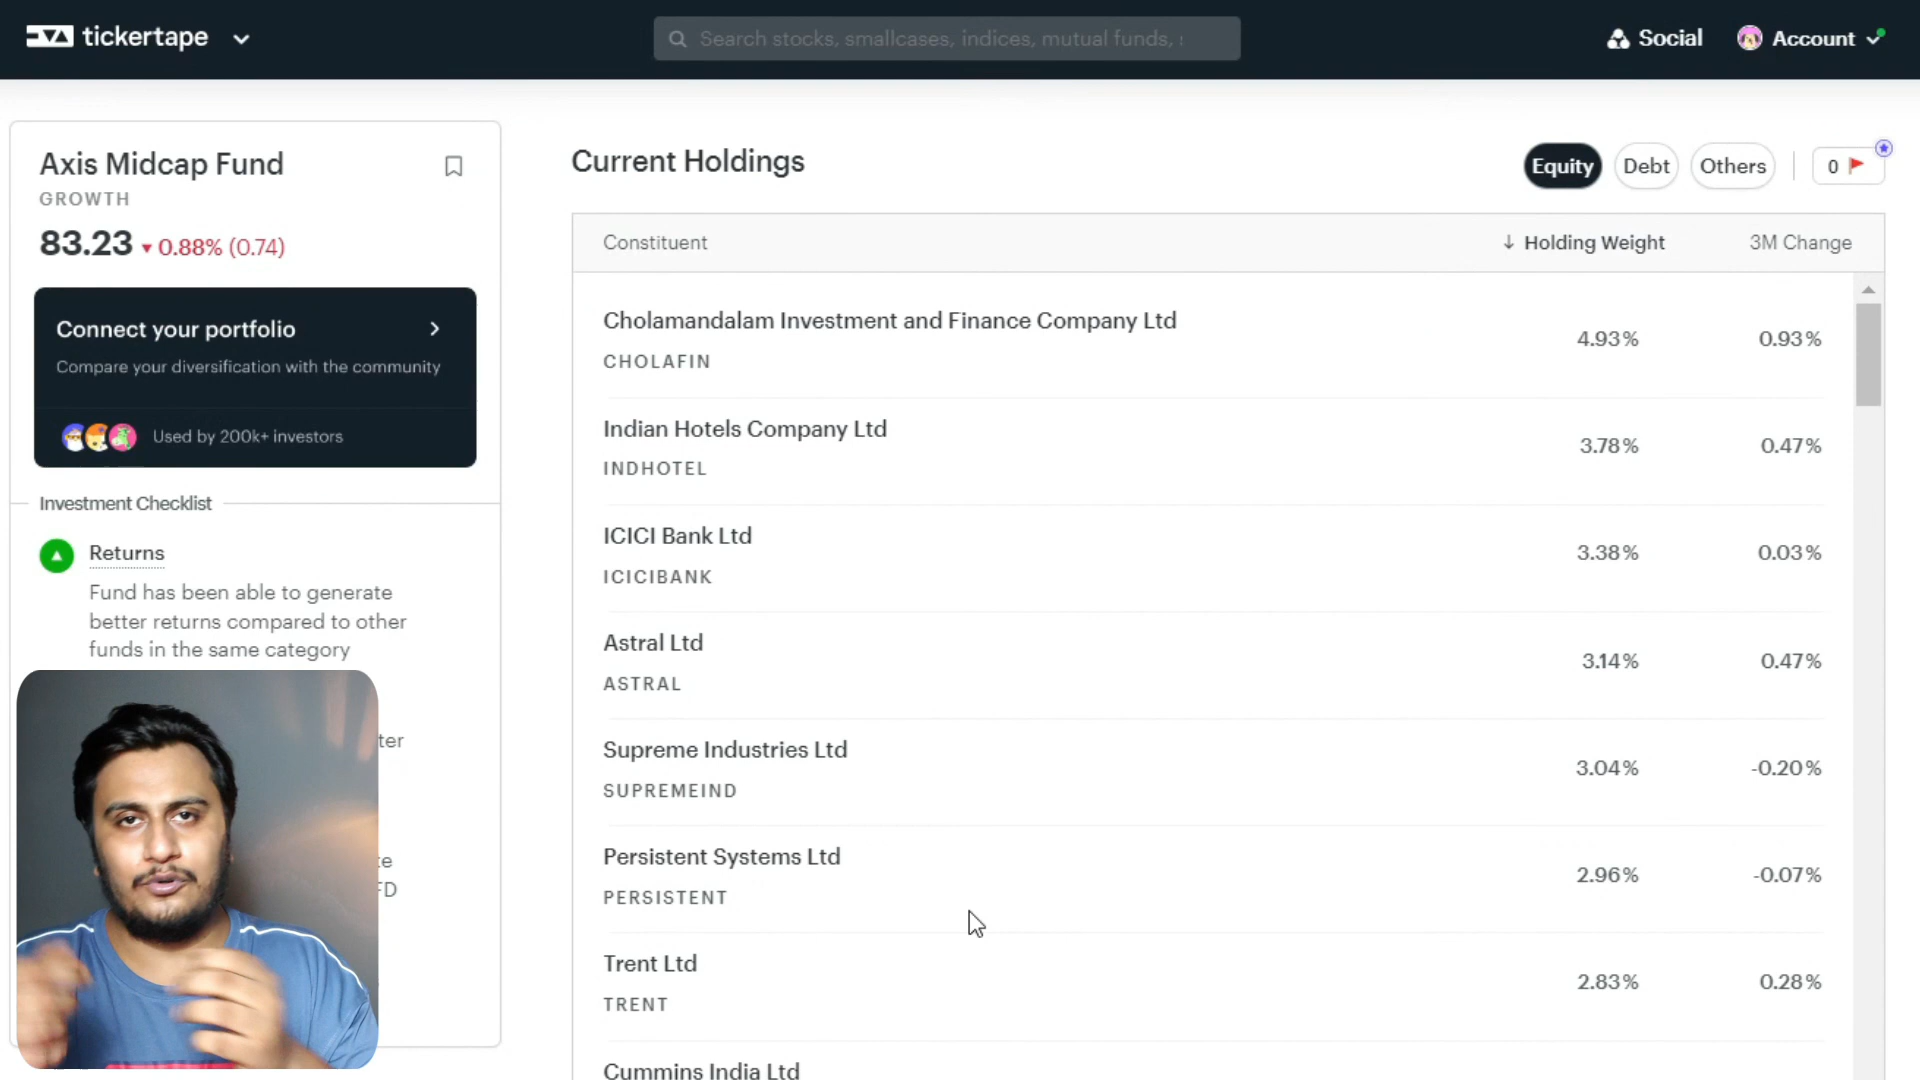 tickertape
Search stocks, smallcases, indices, mutual funds, s
Social
Account
Axis Midcap Fund
GROWTH
83.23 ▾ 0.88% (0.74)
Connect your portfolio
Compare your diversification with the community
Used by 200k+ investors
Investment Checklist
Returns
Fund has been able to generate
better returns compared to other
funds in the same category
ter
te
FD
Current Holdings
Equity
Debt
Others
0
Constituent ↓ Holding Weight 3M Change
Cholamandalam Investment and Finance Company Ltd
CHOLAFIN
4.93% 0.93%
Indian Hotels Company Ltd
INDHOTEL
3.78% 0.47%
ICICI Bank Ltd
ICICIBANK
3.38% 0.03%
Astral Ltd
ASTRAL
3.14% 0.47%
Supreme Industries Ltd
SUPREMEIND
3.04% -0.20%
Persistent Systems Ltd
PERSISTENT
2.96% -0.07%
Trent Ltd
TRENT
2.83% 0.28%
Cummins India Ltd